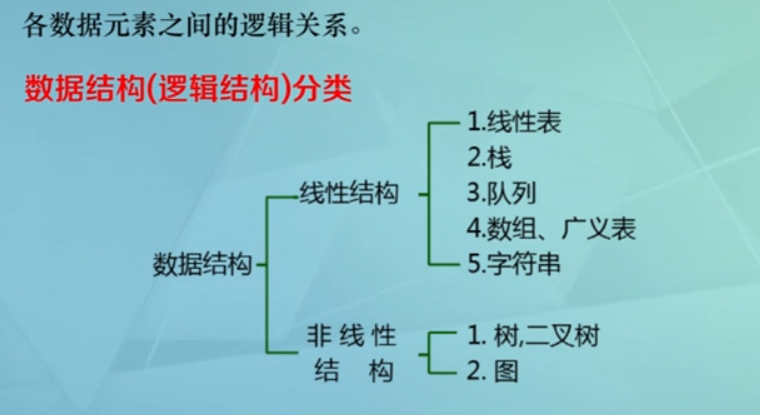 各数据元素之间的逻辑关系。
数据结构(逻辑结构)分类
数据结构
线性结构
1.线性表
2.栈
3.队列
4.数组、广义表
5.字符串
非 线 性
结 构
1. 树,二叉树
2. 图